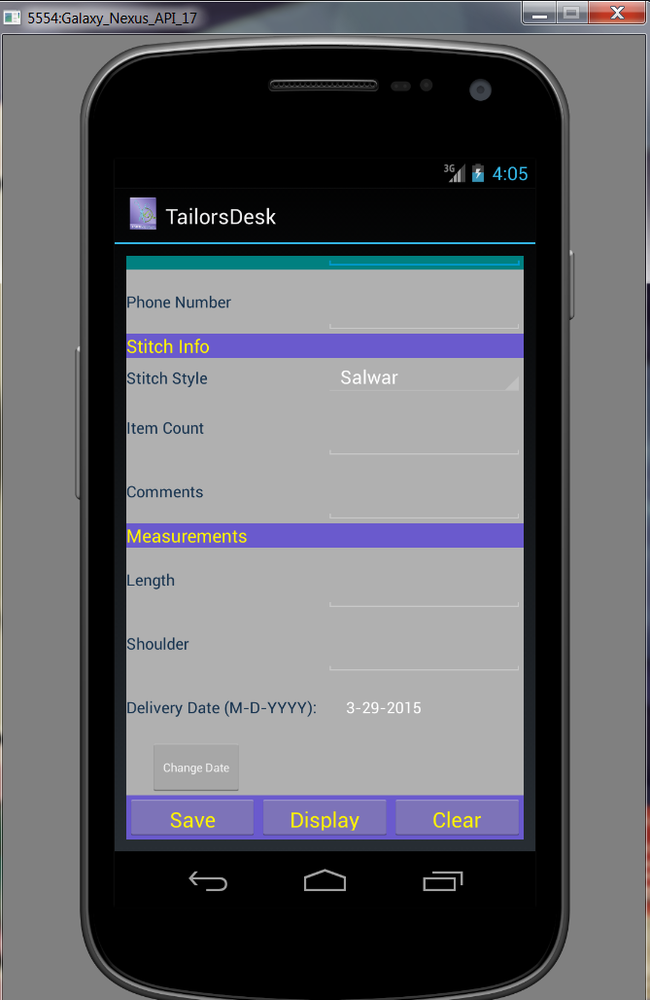 5554:Galaxy_Nexus_API_17
3G 4:05
TailorsDesk
Phone Number
Stitch Info
Stitch Style Salwar
Item Count
Comments
Measurements
Length
Shoulder
Delivery Date (M-D-YYYY): 3-29-2015
Change Date
Save Display Clear